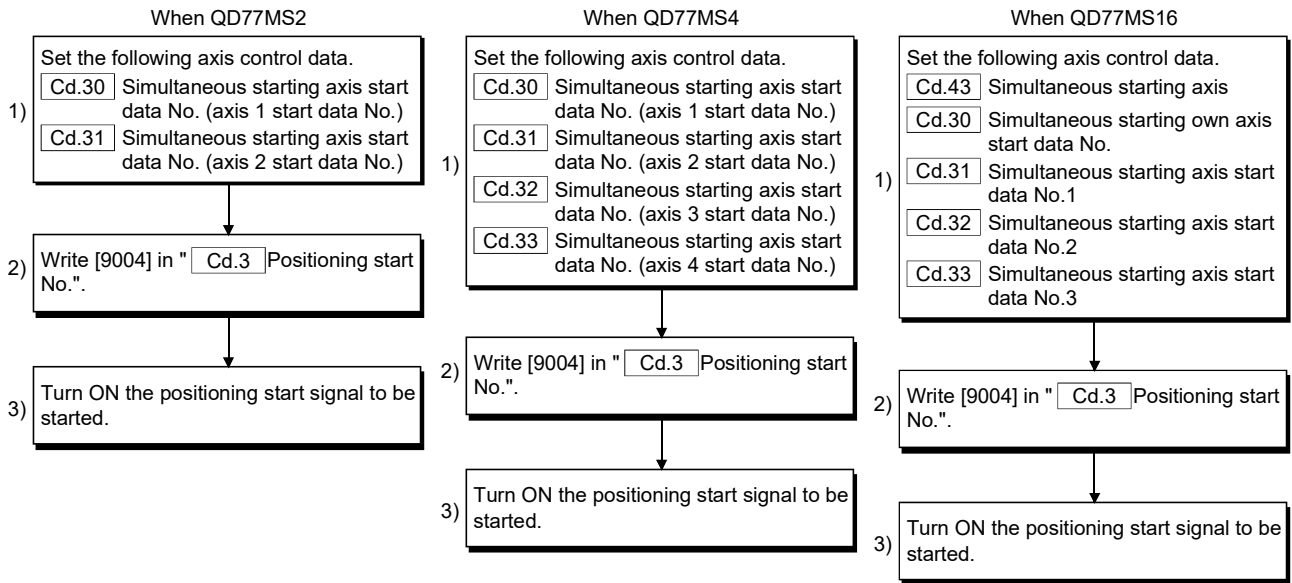 When QD77MS2
Set the following axis control data.
Cd.30 Simultaneous starting axis start
data No. (axis 1 start data No.)
1)
Cd.31 Simultaneous starting axis start
data No. (axis 2 start data No.)
2) Write [9004] in " Cd.3 Positioning start
No.".
3) Turn ON the positioning start signal to be
started.
When QD77MS4
Set the following axis control data.
Cd.30 Simultaneous starting axis start
data No. (axis 1 start data No.)
Cd.31 Simultaneous starting axis start
data No. (axis 2 start data No.)
1)
Cd.32 Simultaneous starting axis start
data No. (axis 3 start data No.)
Cd.33 Simultaneous starting axis start
data No. (axis 4 start data No.)
2) Write [9004] in " Cd.3 Positioning start
No.".
3) Turn ON the positioning start signal to be
started.
When QD77MS16
Set the following axis control data.
Cd.43 Simultaneous starting axis
Cd.30 Simultaneous starting own axis
start data No.
1)
Cd.31 Simultaneous starting axis start
data No.1
Cd.32 Simultaneous starting axis start
data No.2
Cd.33 Simultaneous starting axis start
data No.3
2) Write [9004] in " Cd.3 Positioning start
No.".
3) Turn ON the positioning start signal to be
started.